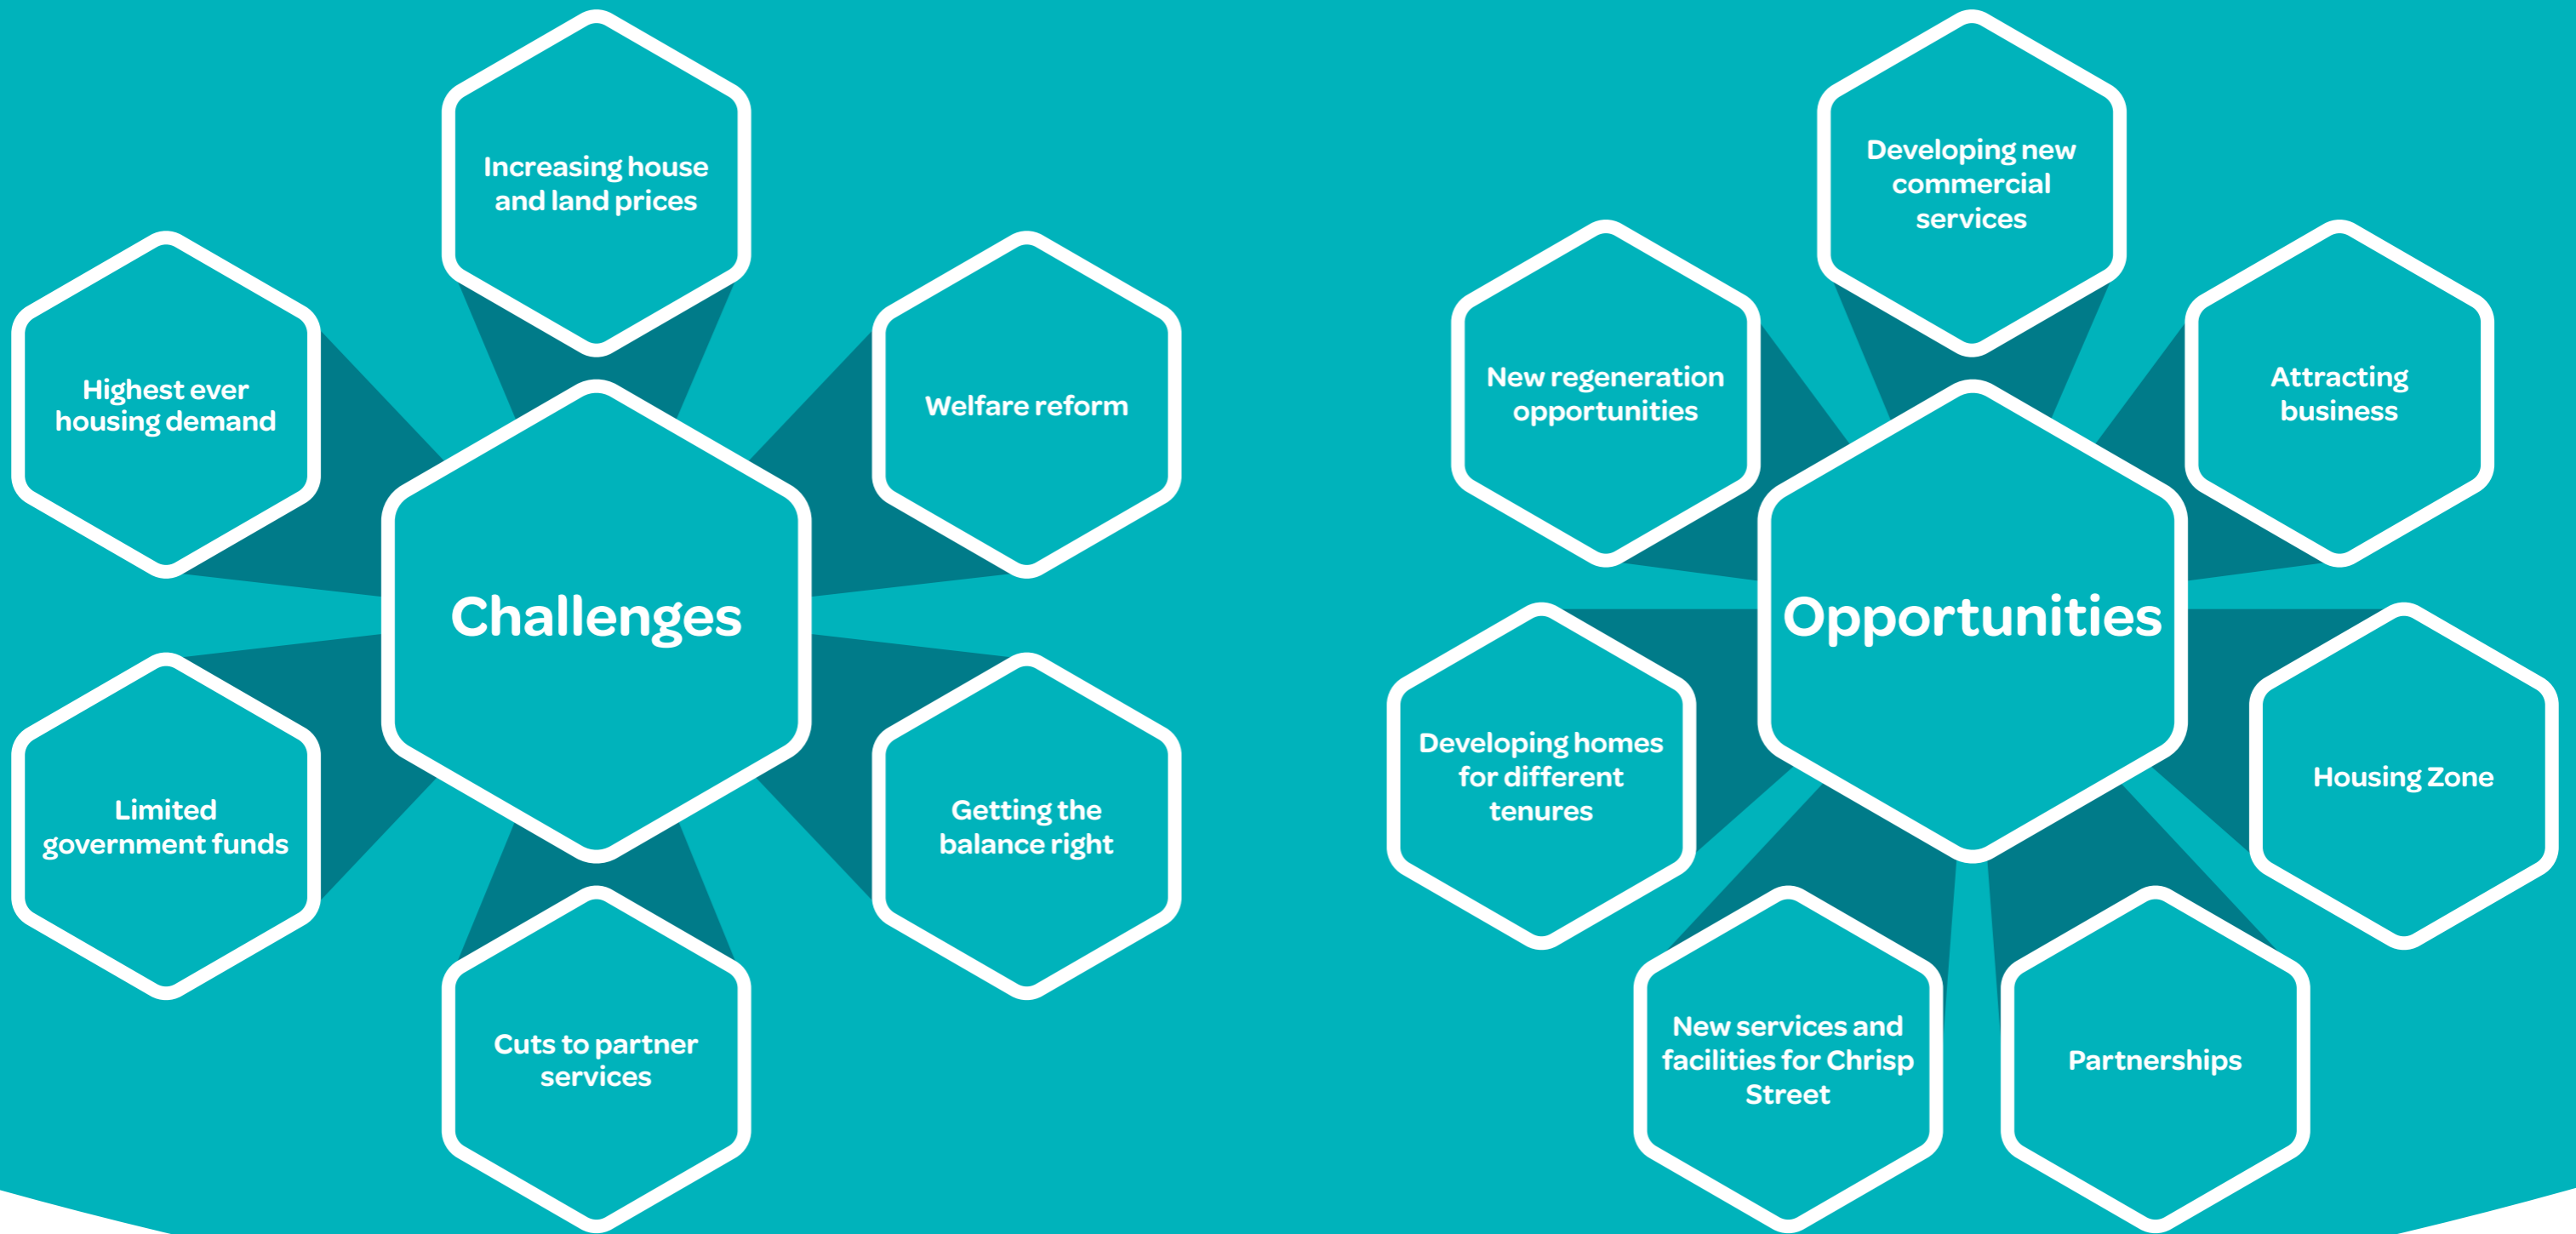 Challenges
Increasing house
and land prices
Welfare reform
Getting the
balance right
Cuts to partner
services
Limited
government funds
Highest ever
housing demand
Opportunities
Developing new
commercial
services
Attracting
business
Housing Zone
Partnerships
New services and
facilities for Chrisp
Street
Developing homes
for different
tenures
New regeneration
opportunities